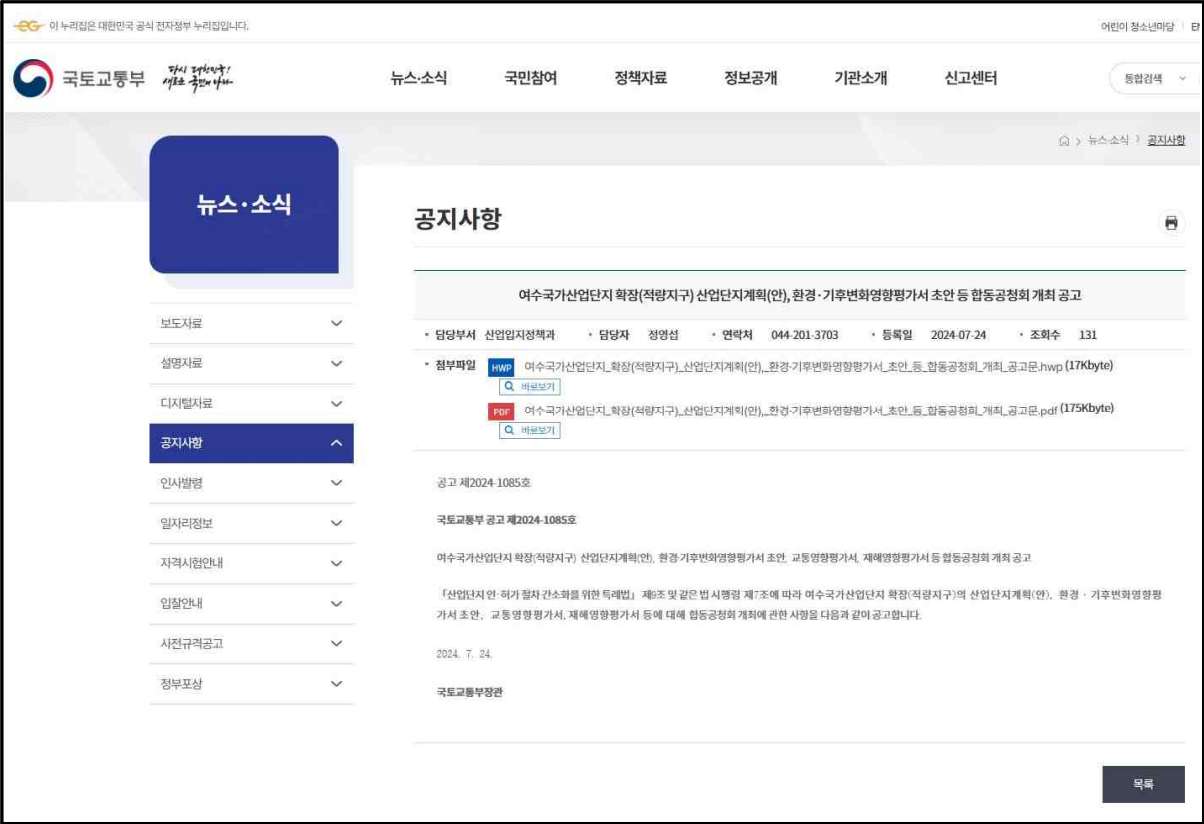 이 누리집은 대한민국 공식 전자정부 누리집입니다.
어린이 청소년마당
국토교통부 다시 대한민국! 새로운 국민의 나라
뉴스·소식 국민참여 정책자료 정보공개 기관소개 신고센터 통합검색
뉴스·소식 공지사항
뉴스·소식
공지사항
여수국가산업단지 확장(적량지구) 산업단지계획(안), 환경·기후변화영향평가서 초안 등 합동공청회 개최 공고
보도자료
설명자료
디지털자료
공지사항
인사발령
일자리정보
자격시험안내
입찰안내
사전규격공고
정부포상
담당부서 산업입지정책과 담당자 정영섭 연락처 044-201-3703 등록일 2024-07-24 조회수 131
첨부파일 HWP 여수국가산업단지_확장(적량지구)_산업단지계획(안),_환경·기후변화영향평가서_초안_등_합동공청회_개최_공고문.hwp (17Kbyte)
바로보기
PDF 여수국가산업단지_확장(적량지구)_산업단지계획(안),_환경·기후변화영향평가서_초안_등_합동공청회_개최_공고문.pdf (175Kbyte)
바로보기
공고 제2024-1085호
국토교통부 공고 제2024-1085호
여수국가산업단지 확장(적량지구) 산업단지계획(안), 환경·기후변화영향평가서 초안, 교통영향평가서, 재해영향평가서 등 합동공청회 개최 공고
「산업단지 인·허가 절차 간소화를 위한 특례법」 제9조 및 같은 법 시행령 제7조에 따라 여수국가산업단지 확장(적량지구)의 산업단지계획(안), 환경·기후변화영향평
가서 초안, 교통영향평가서, 재해영향평가서 등에 대해 합동공청회 개최에 관한 사항을 다음과 같이 공고합니다.
2024. 7. 24.
국토교통부장관
목록